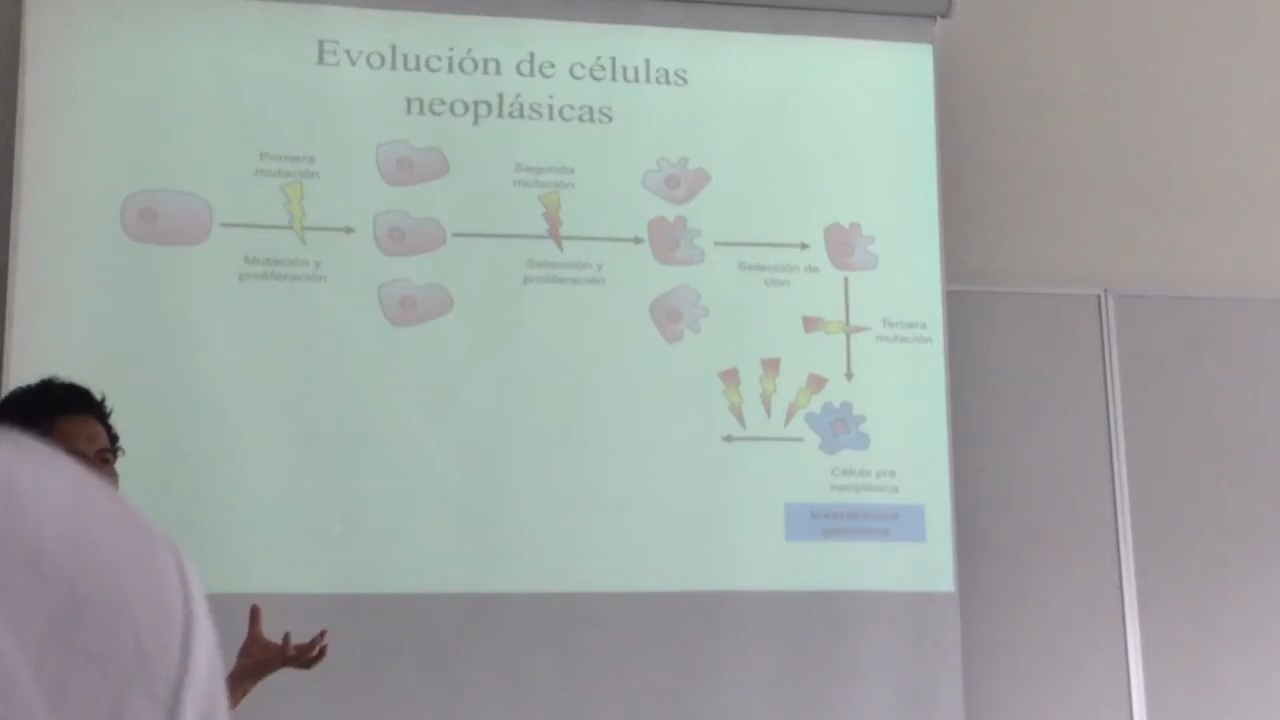 Evolución de células
neoplásicas
Primera
mutación
Segunda
mutación
Mutación y
proliferación
Selección y
proliferación
Selección de
clon
Tercera
mutación
Célula pre
neoplásica